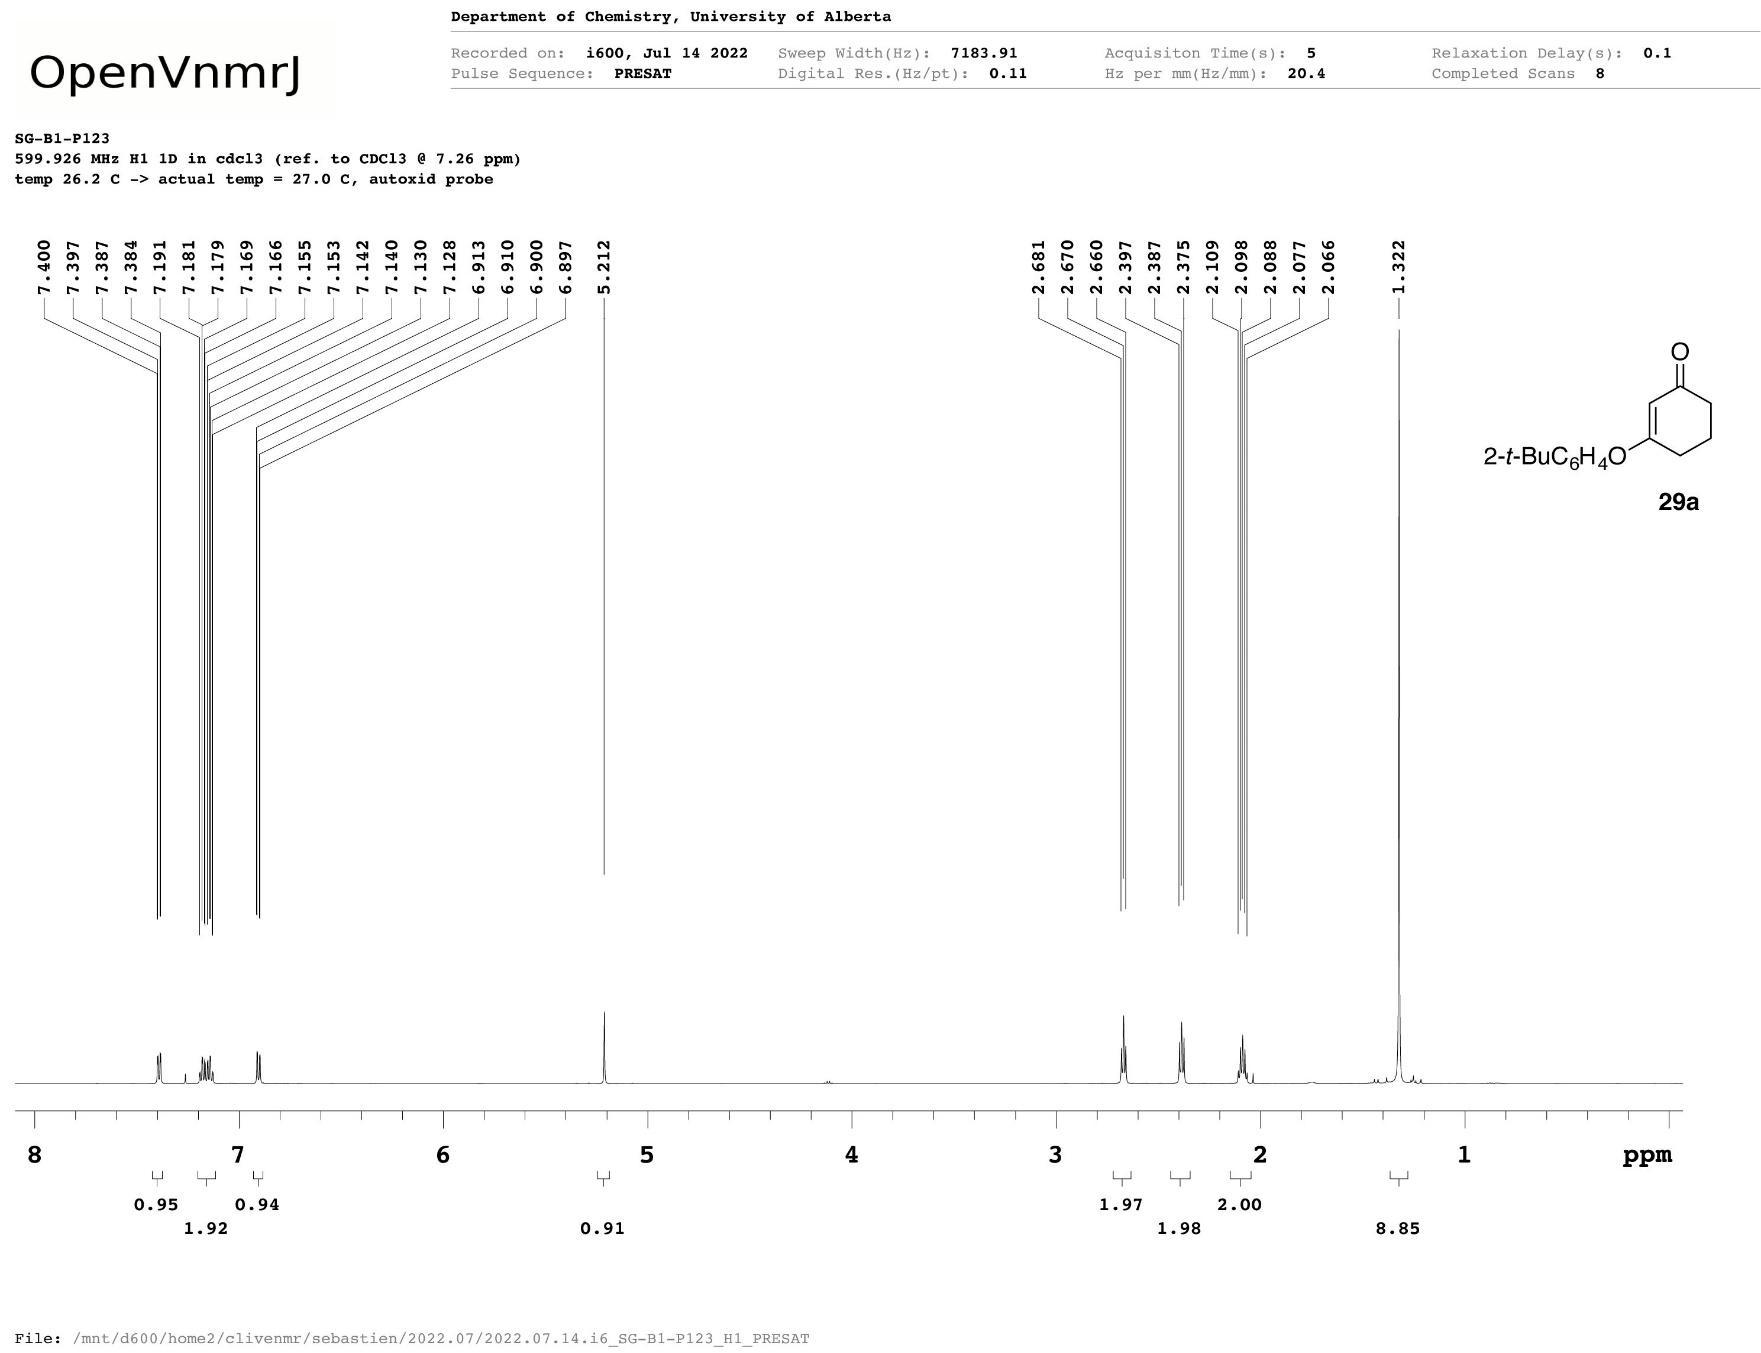 Department of Chemistry, University of Alberta
OpenVnmrJ
Recorded on: i600, Jul 14 2022 Sweep Width(Hz): 7183.91 Acquisiton Time(s): 5 Relaxation Delay(s): 0.1
Pulse Sequence: PRESAT Digital Res.(Hz/pt): 0.11 Hz per mm(Hz/mm): 20.4 Completed Scans 8
SG-B1-P123
599.926 MHz H1 1D in cdcl3 (ref. to CDCl3 @ 7.26 ppm)
temp 26.2 C -> actual temp = 27.0 C, autoxid probe
7.400 7.397 7.387 7.384 7.191 7.181 7.179 7.169 7.166 7.155 7.153 7.142 7.140 7.130 7.128 6.913 6.910 6.900 6.897 5.212 2.681 2.670 2.660 2.397 2.387 2.375 2.109 2.098 2.088 2.077 2.066 1.322
O
2-t-BuC6H4O
29a
8 7 6 5 4 3 2 1 ppm
0.95 0.94 1.97 2.00
1.92 0.91 1.98 8.85
File: /mnt/d600/home2/clivenmr/sebastien/2022.07/2022.07.14.i6_SG-B1-P123_H1_PRESAT